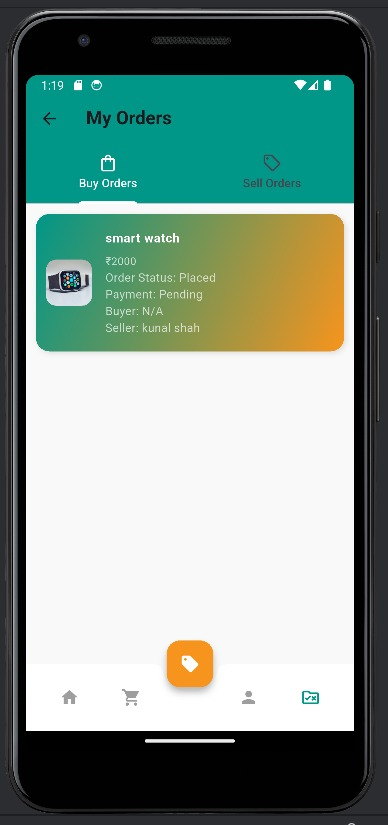 1:19
My Orders
Buy Orders
Sell Orders
smart watch
₹2000
Order Status: Placed
Payment: Pending
Buyer: N/A
Seller: kunal shah